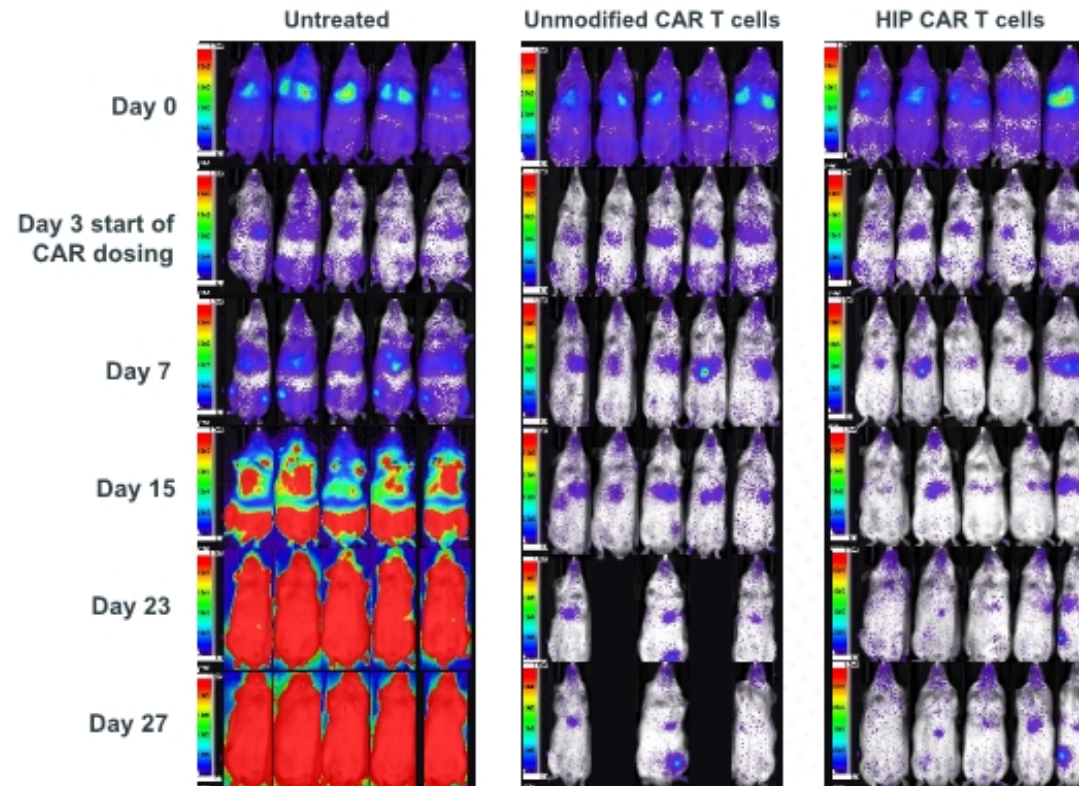 Untreated
Unmodified CAR T cells
HIP CAR T cells
Day 0
Day 3 start of
CAR dosing
Day 7
Day 15
Day 23
Day 27